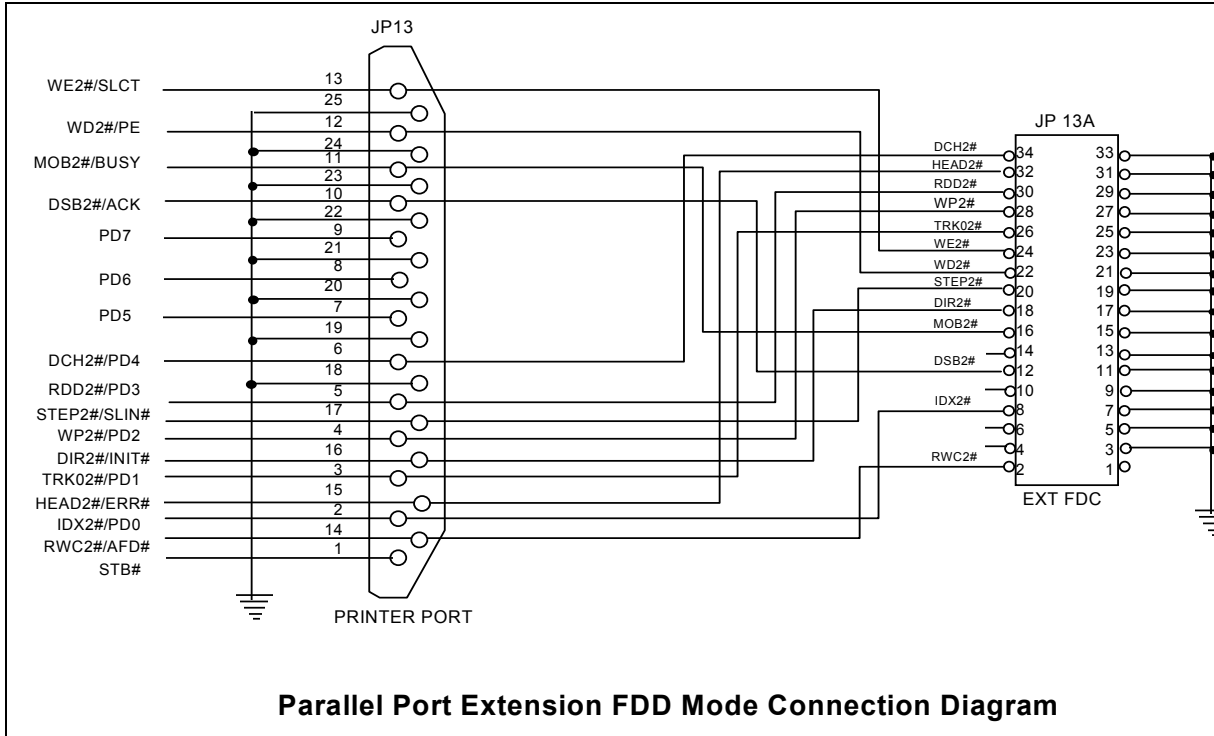 JP13
WE2#/SLCT
13
25
WD2#/PE
12
24
MOB2#/BUSY
11
23
DSB2#/ACK
10
22
PD7
9
21
PD6
8
20
PD5
7
19
DCH2#/PD4
6
18
RDD2#/PD3
5
STEP2#/SLIN#
17
WP2#/PD2
4
DIR2#/INIT#
16
TRK02#/PD1
3
HEAD2#/ERR#
15
IDX2#/PD0
2
RWC2#/AFD#
14
STB#
1
PRINTER PORT
JP 13A
DCH2# 34 33
HEAD2# 32 31
RDD2# 30 29
WP2# 28 27
TRK02# 26 25
WE2# 24 23
WD2# 22 21
STEP2# 20 19
DIR2# 18 17
MOB2# 16 15
14 13
DSB2# 12 11
10 9
IDX2# 8 7
6 5
4 3
RWC2# 2 1
EXT FDC
Parallel Port Extension FDD Mode Connection Diagram